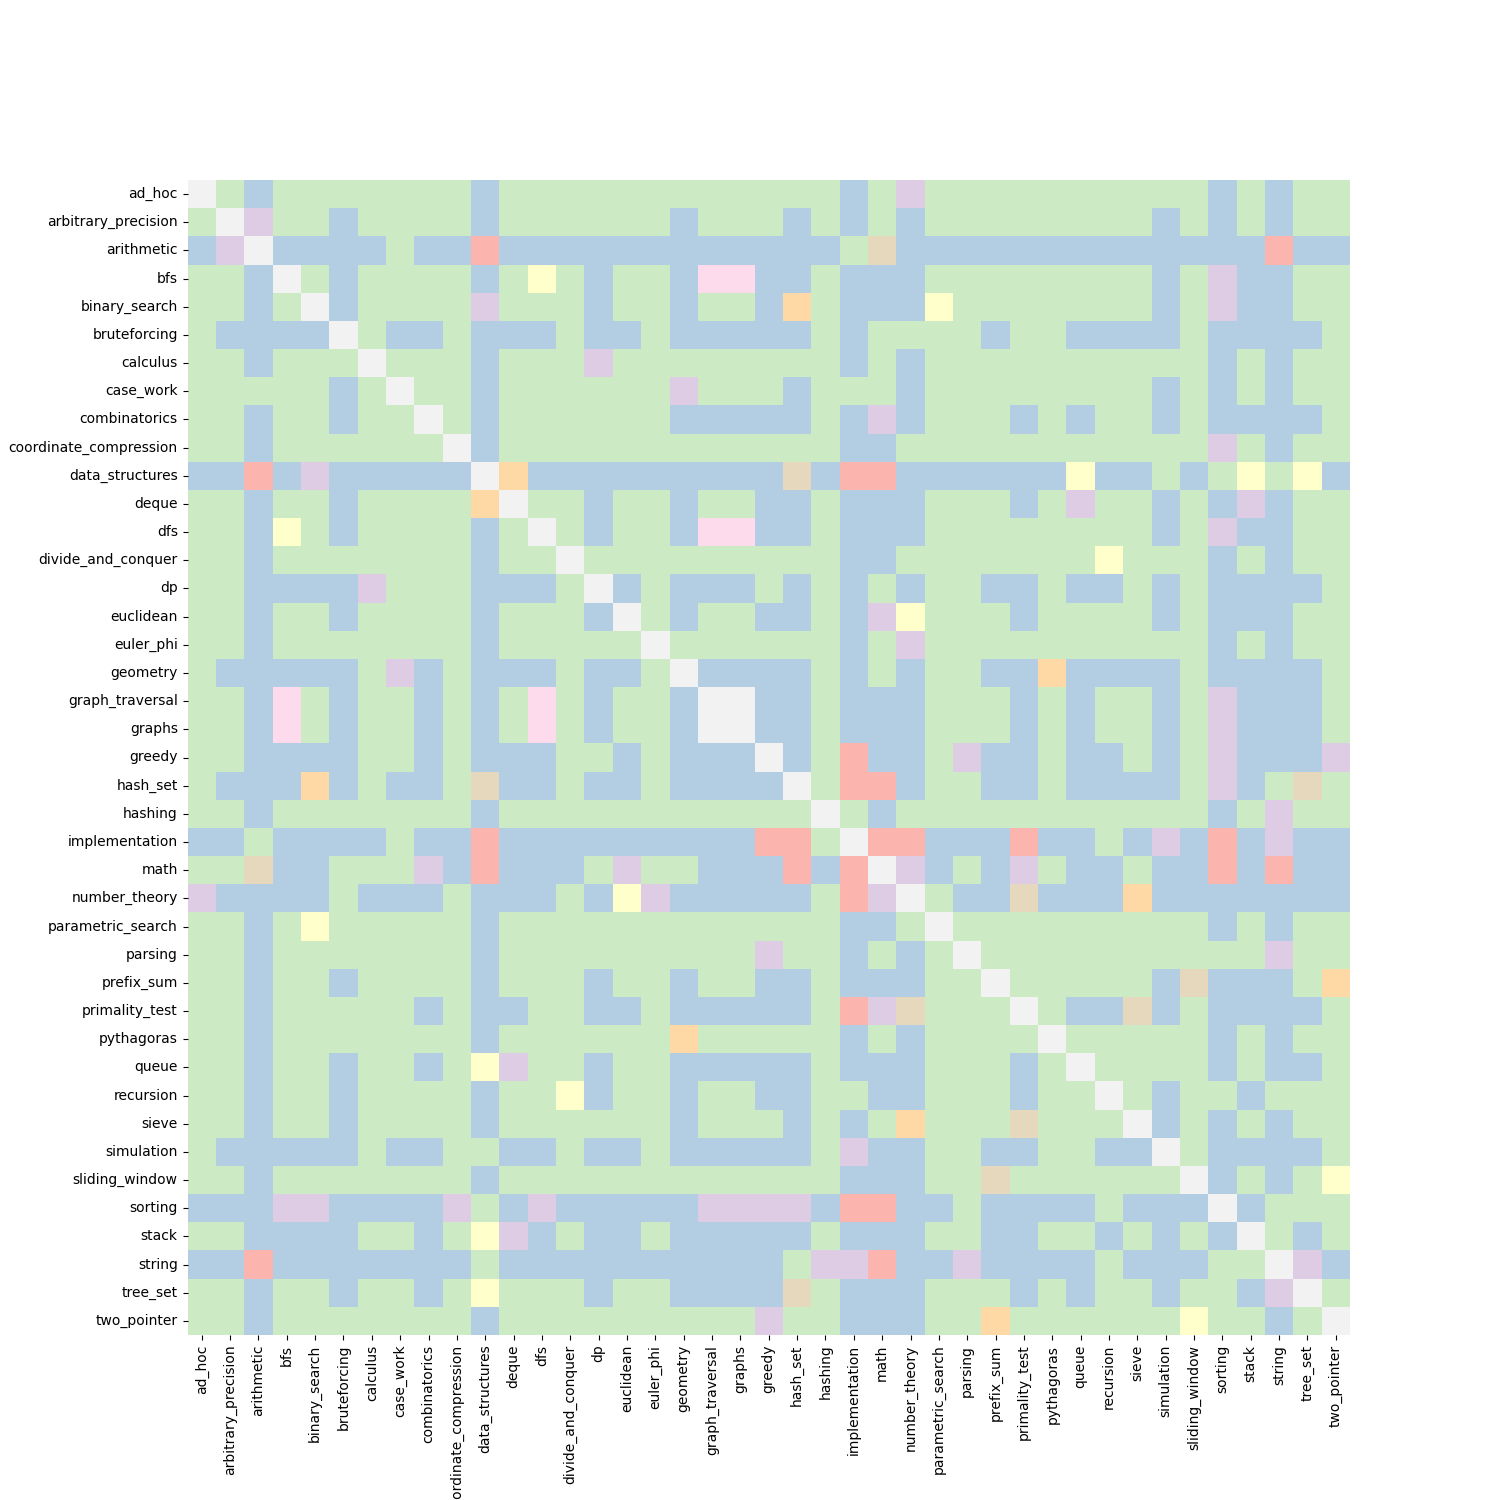 ad_hoc
arbitrary_precision
arithmetic
bfs
binary_search
bruteforcing
calculus
case_work
combinatorics
coordinate_compression
data_structures
deque
dfs
divide_and_conquer
dp
euclidean
euler_phi
geometry
graph_traversal
graphs
greedy
hash_set
hashing
implementation
math
number_theory
parametric_search
parsing
prefix_sum
primality_test
pythagoras
queue
recursion
sieve
simulation
sliding_window
sorting
stack
string
tree_set
two_pointer
ad_hoc
arbitrary_precision
arithmetic
bfs
binary_search
bruteforcing
calculus
case_work
combinatorics
ordinate_compression
data_structures
deque
dfs
divide_and_conquer
dp
euclidean
euler_phi
geometry
graph_traversal
graphs
greedy
hash_set
hashing
implementation
math
number_theory
parametric_search
parsing
prefix_sum
primality_test
pythagoras
queue
recursion
sieve
simulation
sliding_window
sorting
stack
string
tree_set
two_pointer